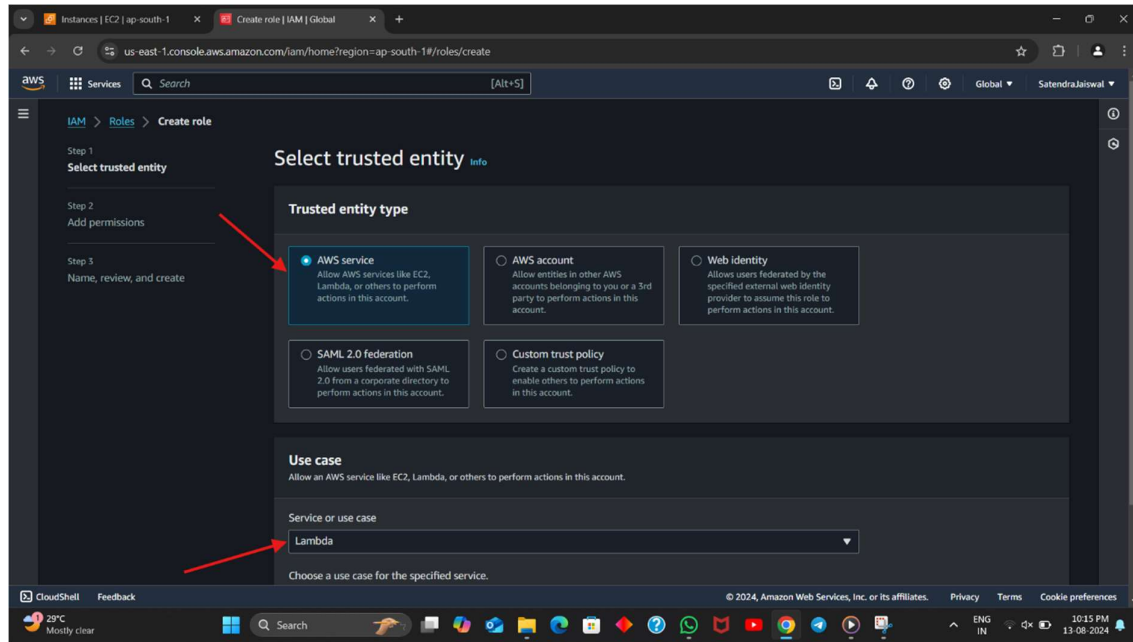 Instances | EC2 | ap-south-1
Create role | IAM | Global
us-east-1.console.aws.amazon.com/iam/home?region=ap-south-1#/roles/create
aws
Services
Search
[Alt+S]
Global
SatendraJaiswal
IAM > Roles > Create role
Step 1
Select trusted entity
Step 2
Add permissions
Step 3
Name, review, and create
Select trusted entity Info
Trusted entity type
AWS service
Allow AWS services like EC2,
Lambda, or others to perform
actions in this account.
AWS account
Allow entities in other AWS
accounts belonging to you or a 3rd
party to perform actions in this
account.
Web identity
Allows users federated by the
specified external web identity
provider to assume this role to
perform actions in this account.
SAML 2.0 federation
Allow users federated with SAML
2.0 from a corporate directory to
perform actions in this account.
Custom trust policy
Create a custom trust policy to
enable others to perform actions
in this account.
Use case
Allow an AWS service like EC2, Lambda, or others to perform actions in this account.
Service or use case
Lambda
Choose a use case for the specified service.
CloudShell Feedback
© 2024, Amazon Web Services, Inc. or its affiliates. Privacy Terms Cookie preferences
1
29°C
Mostly clear
Search
ENG
IN
10:15 PM
13-08-2024